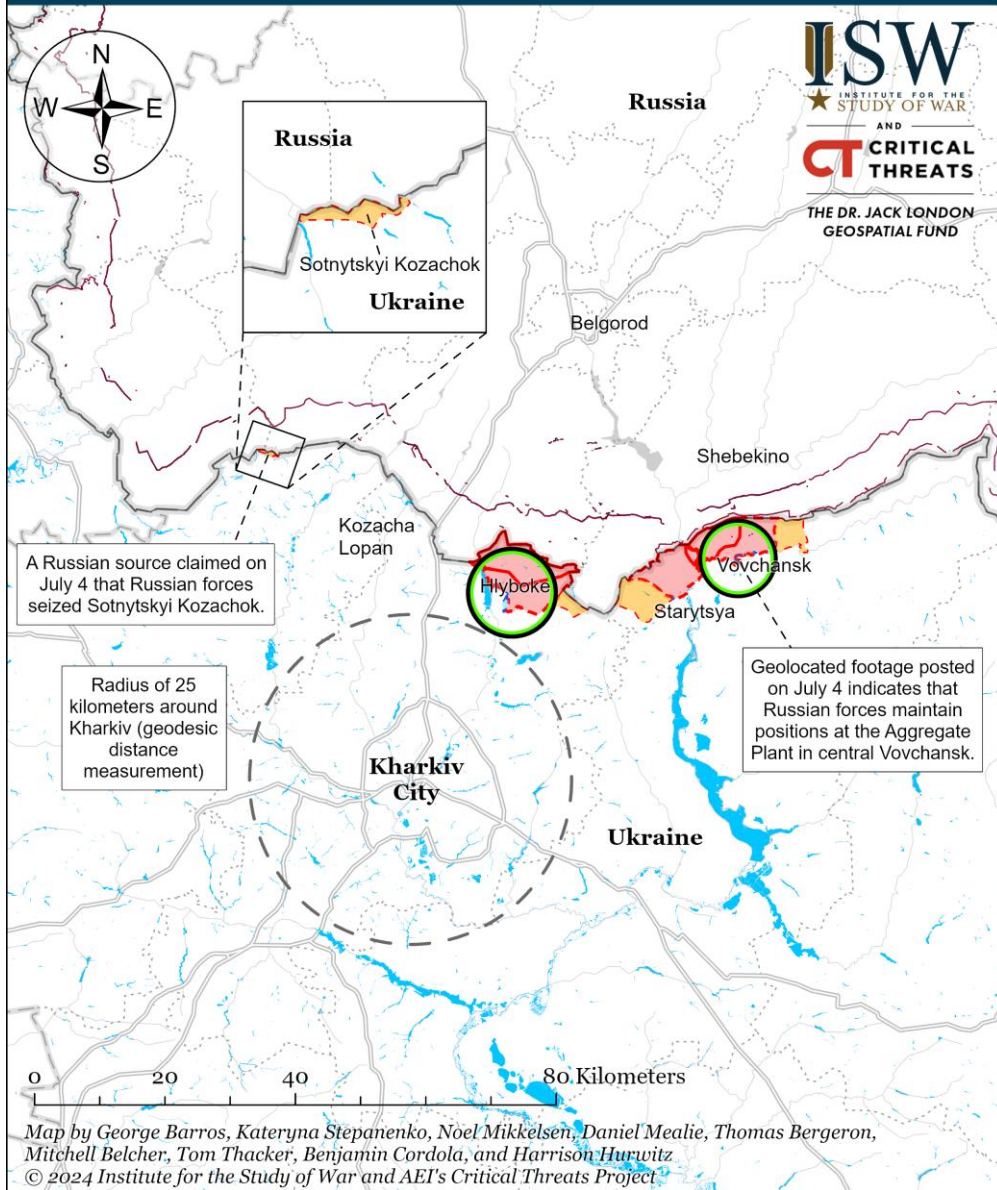 N
W
E
S
ISW
INSTITUTE FOR THE
STUDY OF WAR
AND
CT CRITICAL
THREATS
THE DR. JACK LONDON
GEOSPATIAL FUND
Russia
Russia
Sotnytskyi Kozachok
Ukraine
Belgorod
Shebekino
Kozacha
Lopan
A Russian source claimed on
July 4 that Russian forces
seized Sotnytskyi Kozachok.
Hlyboke
Vovchansk
Starytsya
Radius of 25
kilometers around
Kharkiv (geodesic
distance
measurement)
Geolocated footage posted
on July 4 indicates that
Russian forces maintain
positions at the Aggregate
Plant in central Vovchansk.
Kharkiv
City
Ukraine
0 20 40 80 Kilometers
Map by George Barros, Kateryna Stepanenko, Noel Mikkelsen, Daniel Mealie, Thomas Bergeron,
Mitchell Belcher, Tom Thacker, Benjamin Cordola, and Harrison Hurwitz
© 2024 Institute for the Study of War and AEI's Critical Threats Project